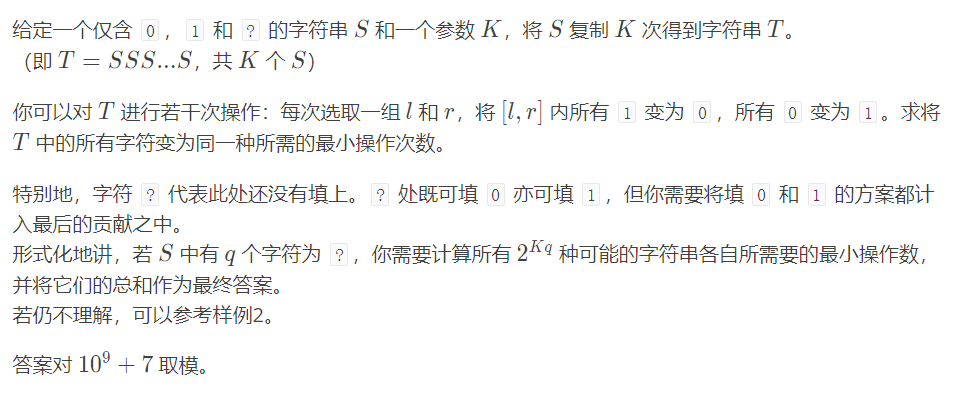 给定一个仅含 0 ，1 和 ? 的字符串 S 和一个参数 K，将 S 复制 K 次得到字符串 T。
（即 T = SSS...S，共 K 个 S）
你可以对 T 进行若干次操作：每次选取一组 l 和 r，将 [l, r] 内所有 1 变为 0 ，所有 0 变为 1 。求将
T 中的所有字符变为同一种所需的最小操作次数。
特别地，字符 ? 代表此处还没有填上。 ? 处既可填 0 亦可填 1 ，但你需要将填 0 和 1 的方案都计
入最后的贡献之中。
形式化地讲，若 S 中有 q 个字符为 ? ，你需要计算所有 2^{Kq} 种可能的字符串各自所需要的最小操作数，
并将它们的总和作为最终答案。
若仍不理解，可以参考样例2。
答案对 10^9 + 7 取模。